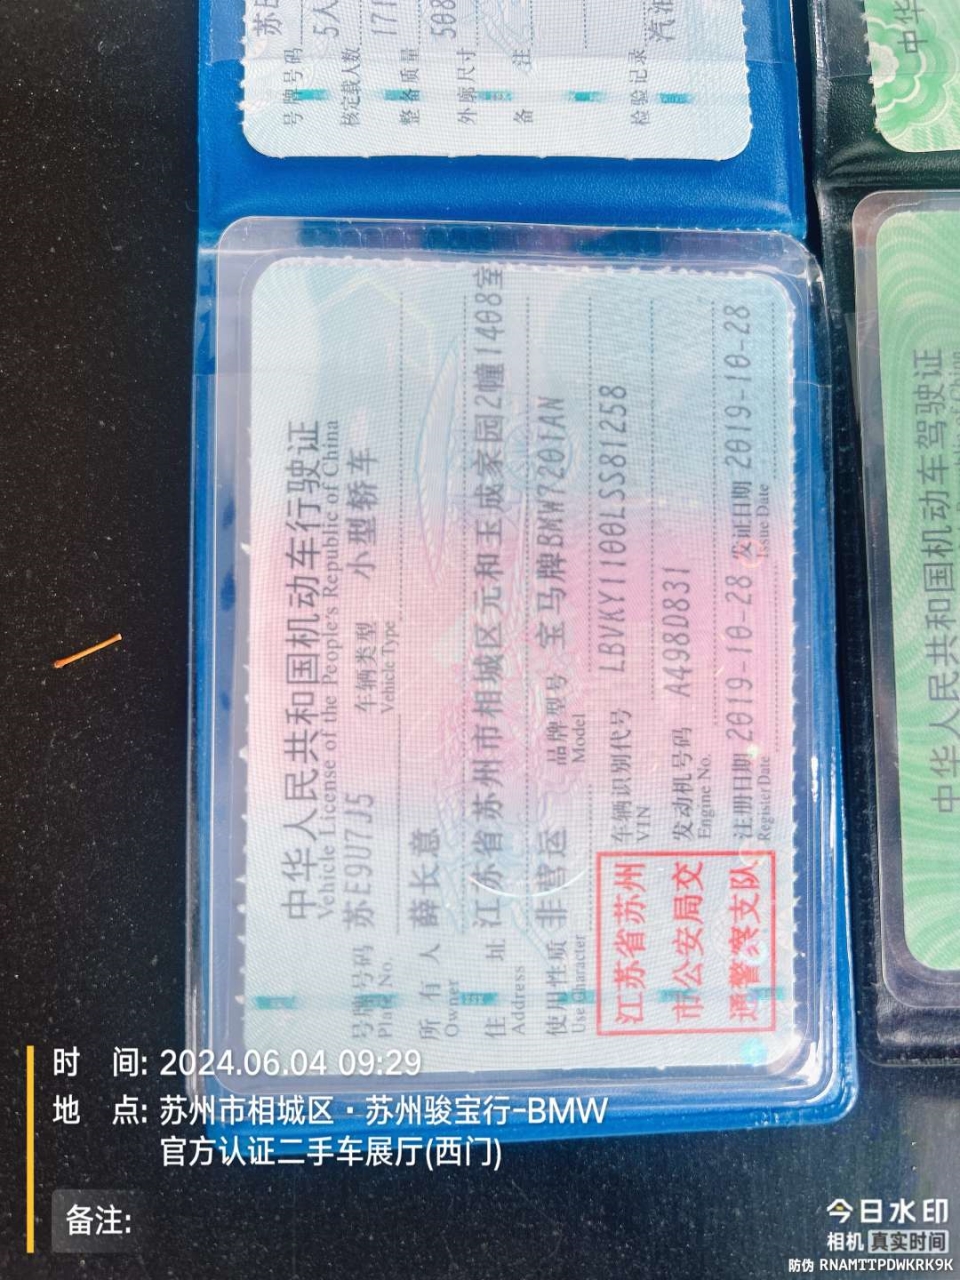 中华人民共和国机动车行驶证
Vehicle License of the People's Republic of China
号牌号码 苏E9U7J5 车辆类型 小型轿车
Plate No. Vehicle Type
所有人 薛长意
Owner
住址 江苏省苏州市相城区元和玉成家园2幢1408室
Address
使用性质 非营运 品牌型号 宝马牌BMW7201AN
Use Character Model
车辆识别代号 LBVKY1100LSS81258
VIN
发动机号码 A498D831
Engine No.
注册日期 2019-10-28 发证日期 2019-10-28
Register Date Issue Date
江苏省苏州
市公安局交
通警察支队
号牌号码
核定载人数 5人
整备质量
外廓尺寸
备注
检验记录
中华人民共和国机动车驾驶证
时 间: 2024.06.04 09:29
地 点: 苏州市相城区·苏州骏宝行-BMW
官方认证二手车展厅(西门)
备注:
今日水印
相机 真实时间
防伪 RNAMTTPDWKRK9K